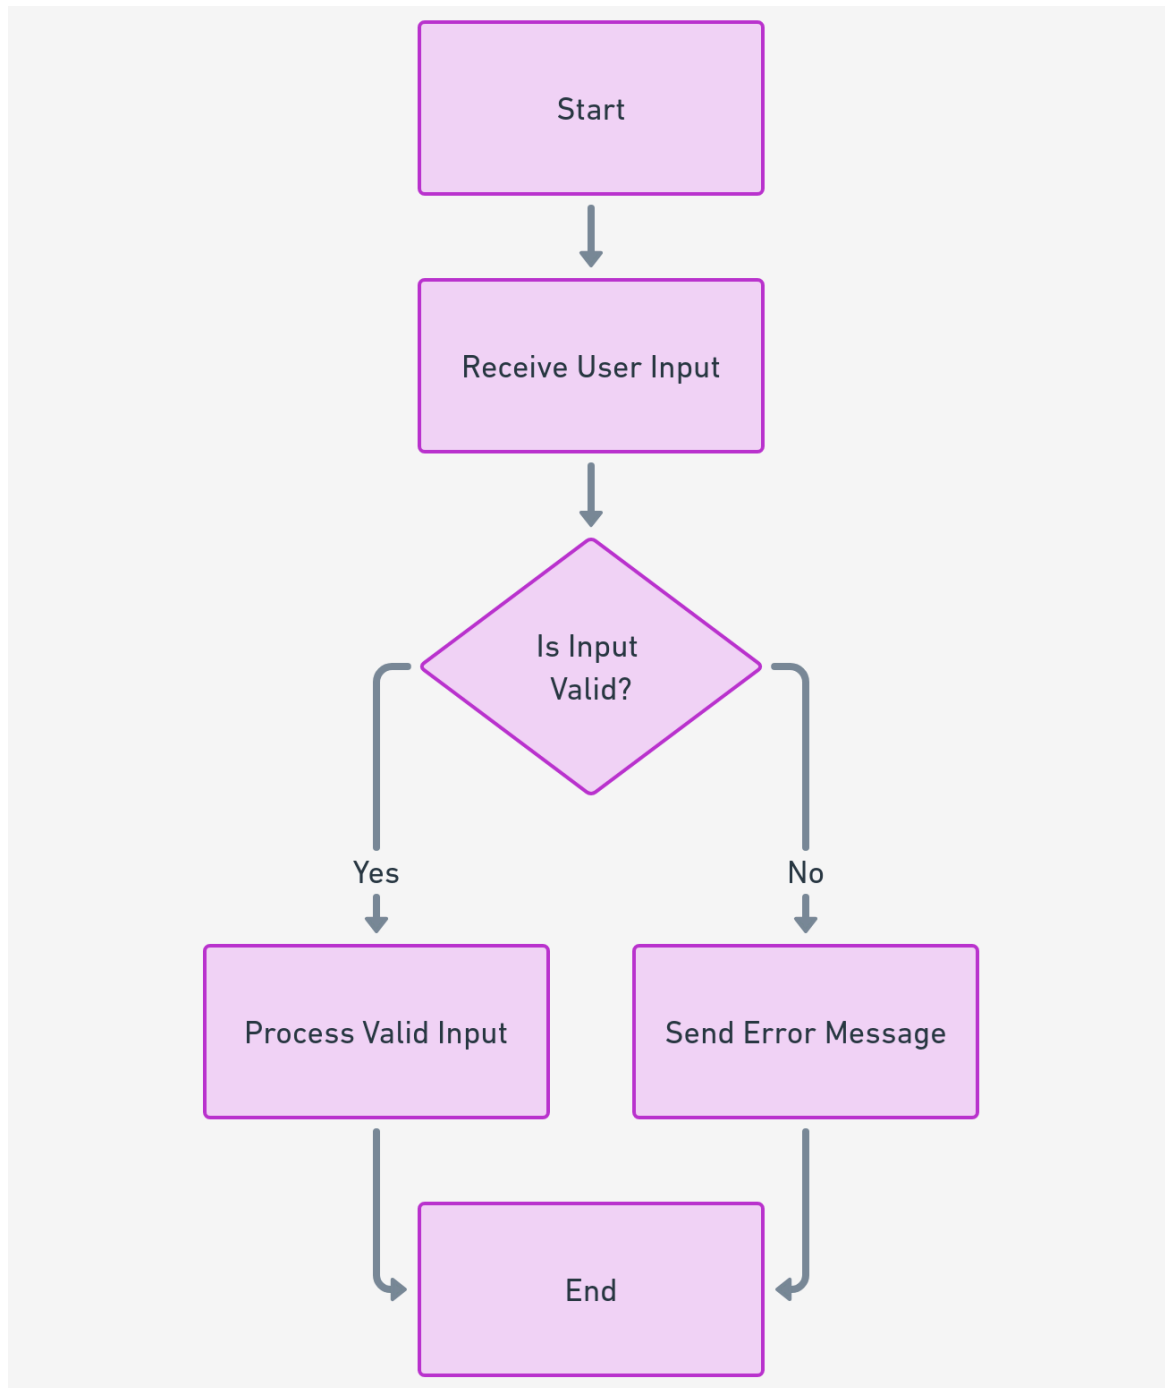 Start
Receive User Input
Is Input
Valid?
Yes
No
Process Valid Input
Send Error Message
End